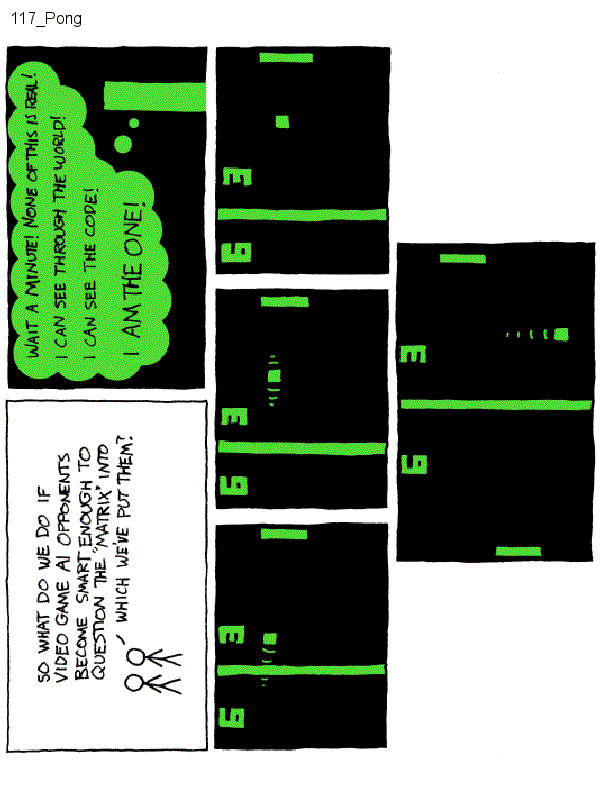 117_Pong
SO WHAT DO WE DO IF
VIDEO GAME AI OPPONENTS
BECOME SMART ENOUGH TO
QUESTION THE "MATRIX" INTO
WHICH WE'VE PUT THEM?
WAIT A MINUTE! NONE OF THIS IS REAL!
I CAN SEE THROUGH THE WORLD!
I CAN SEE THE CODE!
I AM THE ONE!